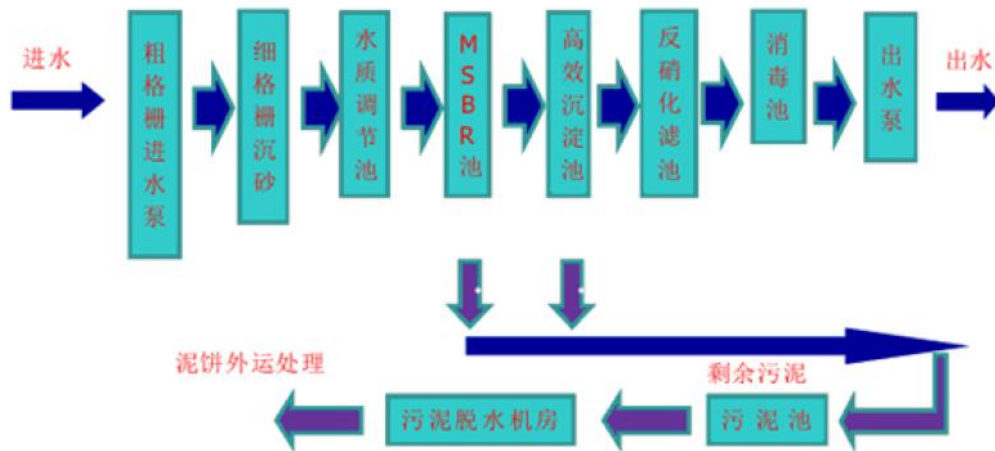 进水
粗格栅进水泵
细格栅沉砂
水质调节池
MSBR池
高效沉淀池
反硝化滤池
消毒池
出水泵
出水
泥饼外运处理
剩余污泥
污泥脱水机房
污泥池